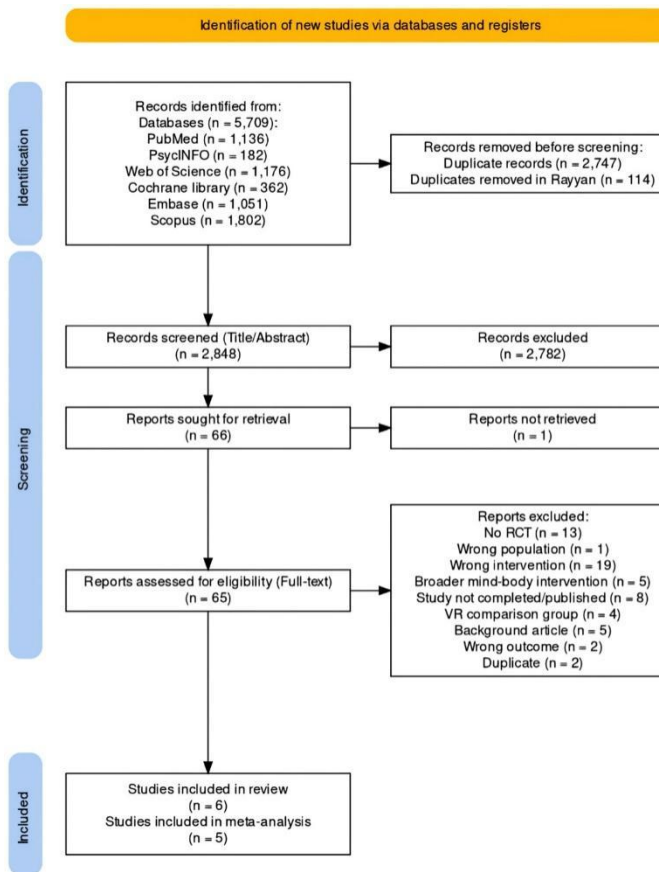 Identification of new studies via databases and registers
Identification
Records identified from:
Databases (n = 5,709):
PubMed (n = 1,136)
PsycINFO (n = 182)
Web of Science (n = 1,176)
Cochrane library (n = 362)
Embase (n = 1,051)
Scopus (n = 1,802)
Records removed before screening:
Duplicate records (n = 2,747)
Duplicates removed in Rayyan (n = 114)
Screening
Records screened (Title/Abstract)
(n = 2,848)
Records excluded
(n = 2,782)
Reports sought for retrieval
(n = 66)
Reports not retrieved
(n = 1)
Reports assessed for eligibility (Full-text)
(n = 65)
Reports excluded:
No RCT (n = 13)
Wrong population (n = 1)
Wrong intervention (n = 19)
Broader mind-body intervention (n = 5)
Study not completed/published (n = 8)
VR comparison group (n = 4)
Background article (n = 5)
Wrong outcome (n = 2)
Duplicate (n = 2)
Included
Studies included in review
(n = 6)
Studies included in meta-analysis
(n = 5)